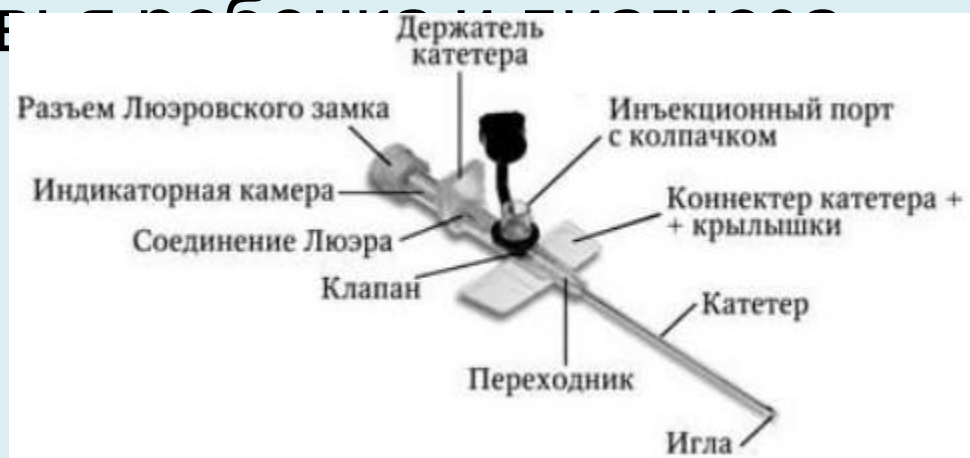 Держатель
катетера
Разъем Люэровского замка
Инъекционный порт
с колпачком
Индикаторная камера
Коннектер катетера +
+ крылышки
Соединение Люэра
Клапан
Катетер
Переходник
Игла